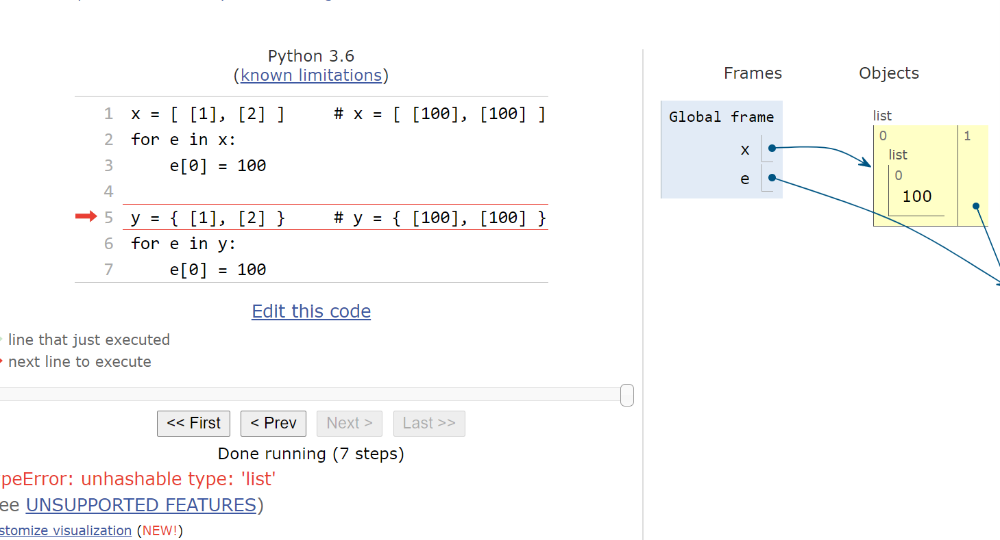 Python 3.6
(known limitations)
1 x = [ [1], [2] ]     # x = [ [100], [100] ]
2 for e in x:
3     e[0] = 100
4
5 y = { [1], [2] }     # y = { [100], [100] }
6 for e in y:
7     e[0] = 100
Edit this code
line that just executed
next line to execute
<< First < Prev Next > Last >>
Done running (7 steps)
peError: unhashable type: 'list'
ee UNSUPPORTED FEATURES)
stomize visualization (NEW!)
Frames Objects
Global frame
x
e
list
0 1
list
0
100